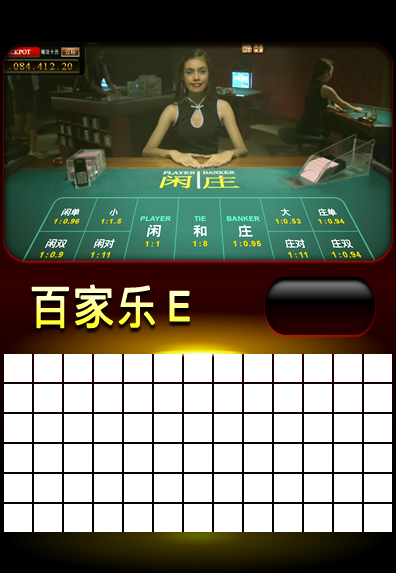 JACKPOT
,084,412.20
PLAYER BANKER
闲 庄
闲单 小 PLAYER TIE BANKER 大 庄单
1:0.96 1:1.5 闲 和 庄 1:0.53 1:0.94
闲双 闲对 1:1 1:8 1:0.95 庄对 庄双
1:0.9 1:11 1:11 1:0.94
百家乐 E